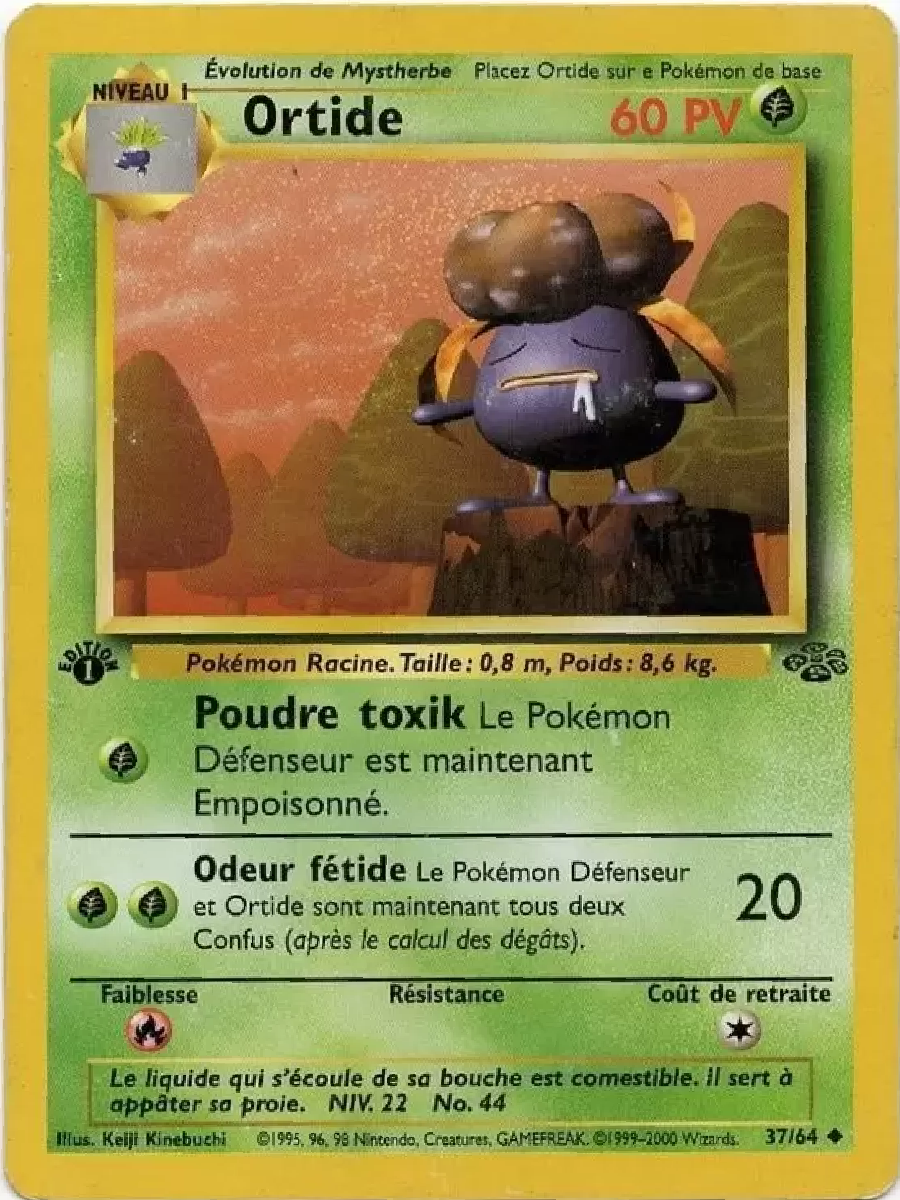 Évolution de Mystherbe Placez Ortide sur e Pokémon de base
NIVEAU 1
Ortide 60 PV
EDITION 1
Pokémon Racine. Taille: 0,8 m, Poids: 8,6 kg.
Poudre toxik Le Pokémon
Défenseur est maintenant
Empoisonné.
Odeur fétide Le Pokémon Défenseur
et Ortide sont maintenant tous deux
Confus (après le calcul des dégâts).
20
Faiblesse Résistance Coût de retraite
Le liquide qui s'écoule de sa bouche est comestible. Il sert à
appâter sa proie. NIV. 22 No. 44
Illus. Keiji Kinebuchi ©1995, 96, 98 Nintendo, Creatures, GAMEFREAK. ©1999-2000 Wizards. 37/64